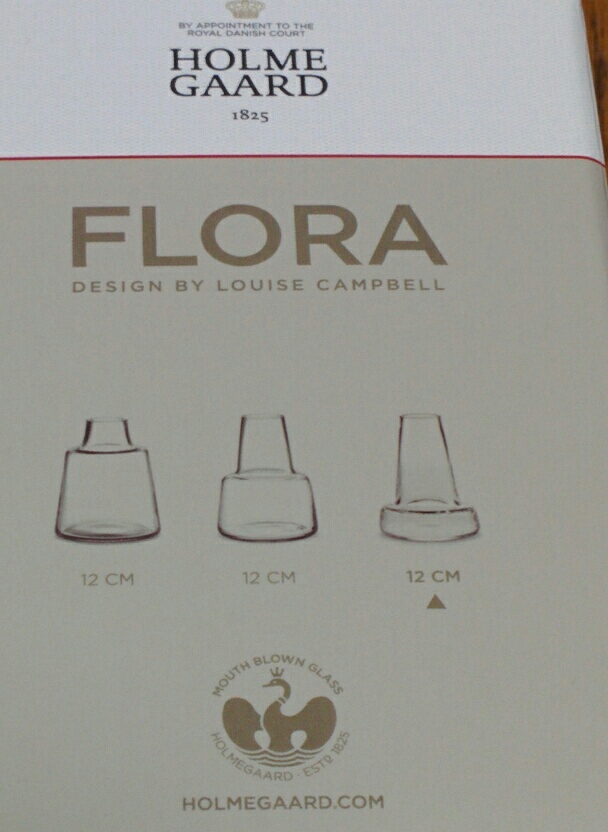 BY APPOINTMENT TO THE
ROYAL DANISH COURT
HOLME
GAARD
1825
FLORA
DESIGN BY LOUISE CAMPBELL
12 CM 12 CM 12 CM
MOUTH BLOWN GLASS
HOLMEGAARD · ESTD 1825
HOLMEGAARD.COM